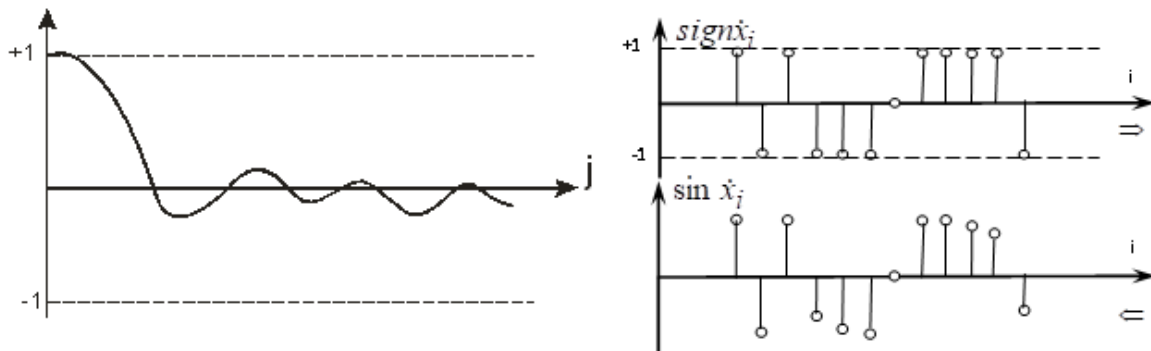 +1
j
-1
signẋᵢ
+1
i
⇒
-1
sin ẋᵢ
i
⇐